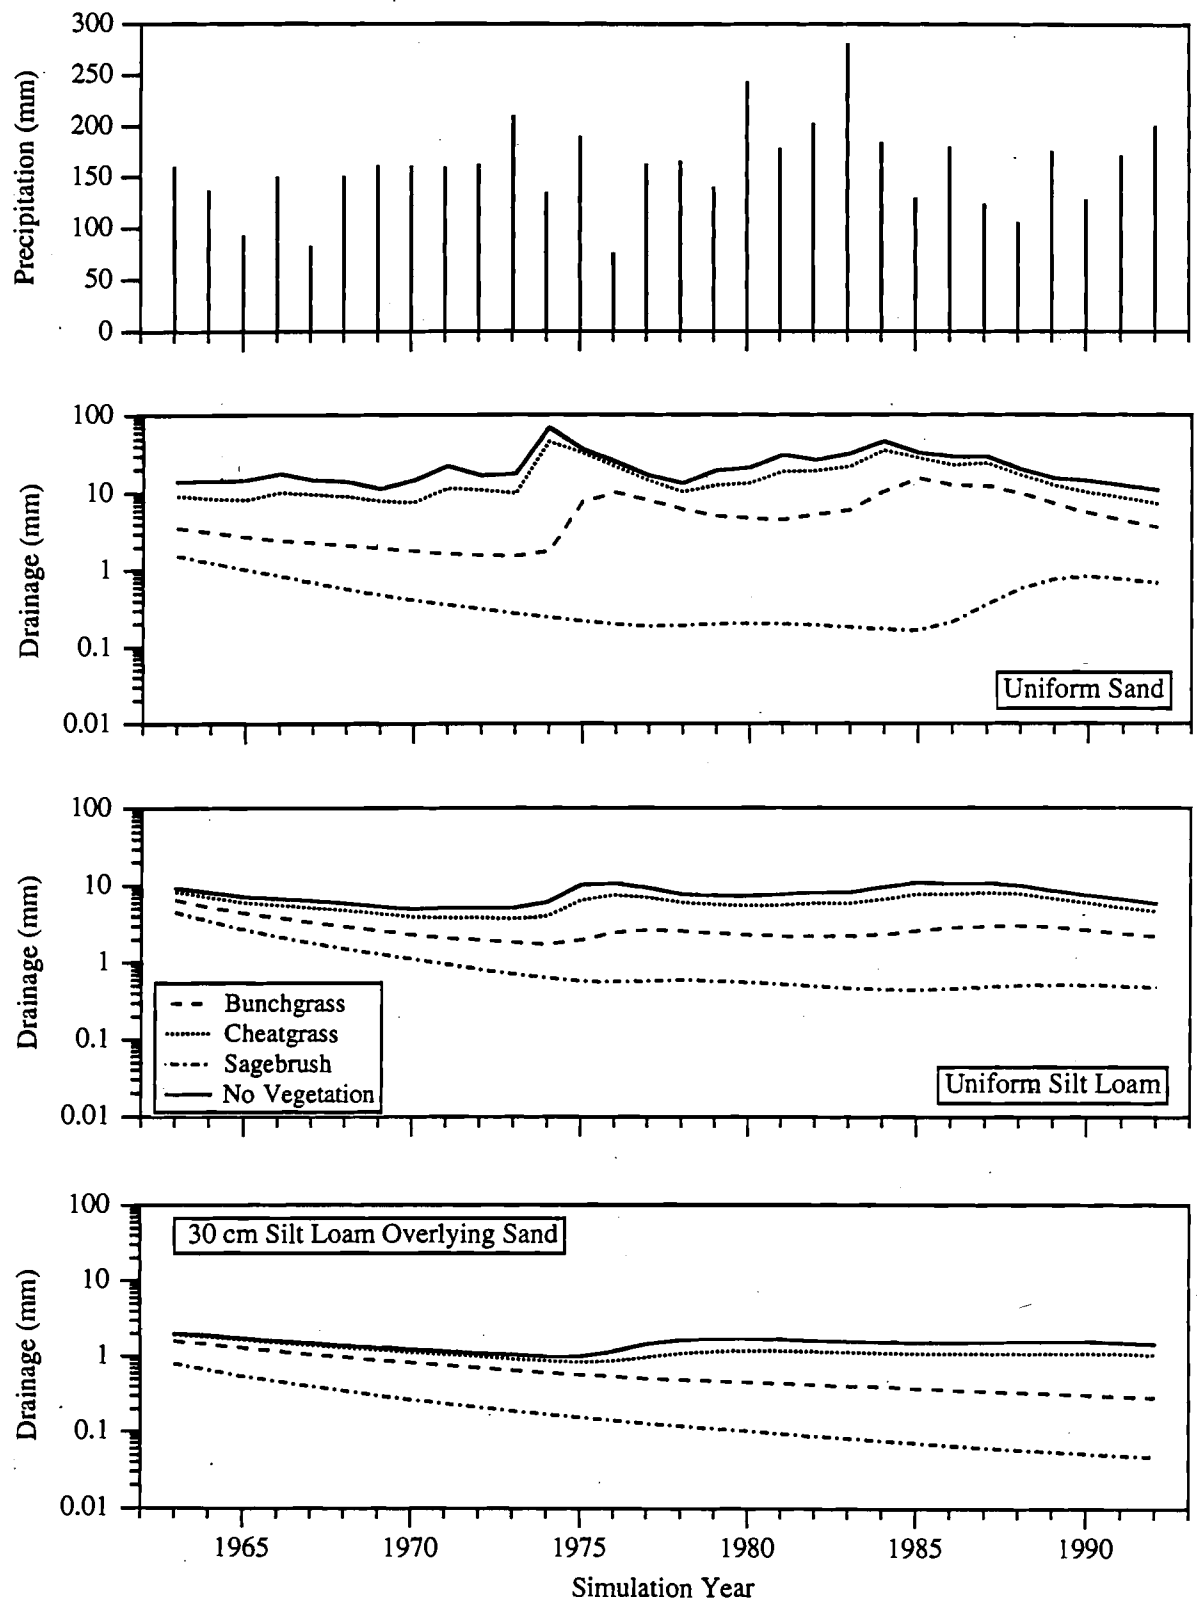 300
250
200
150
100
50
0
Precipitation (mm)
100
10
1
0.1
0.01
Drainage (mm)
Uniform Sand
100
10
1
0.1
0.01
Drainage (mm)
Bunchgrass
Cheatgrass
Sagebrush
No Vegetation
Uniform Silt Loam
100
10
1
0.1
0.01
Drainage (mm)
30 cm Silt Loam Overlying Sand
1965 1970 1975 1980 1985 1990
Simulation Year